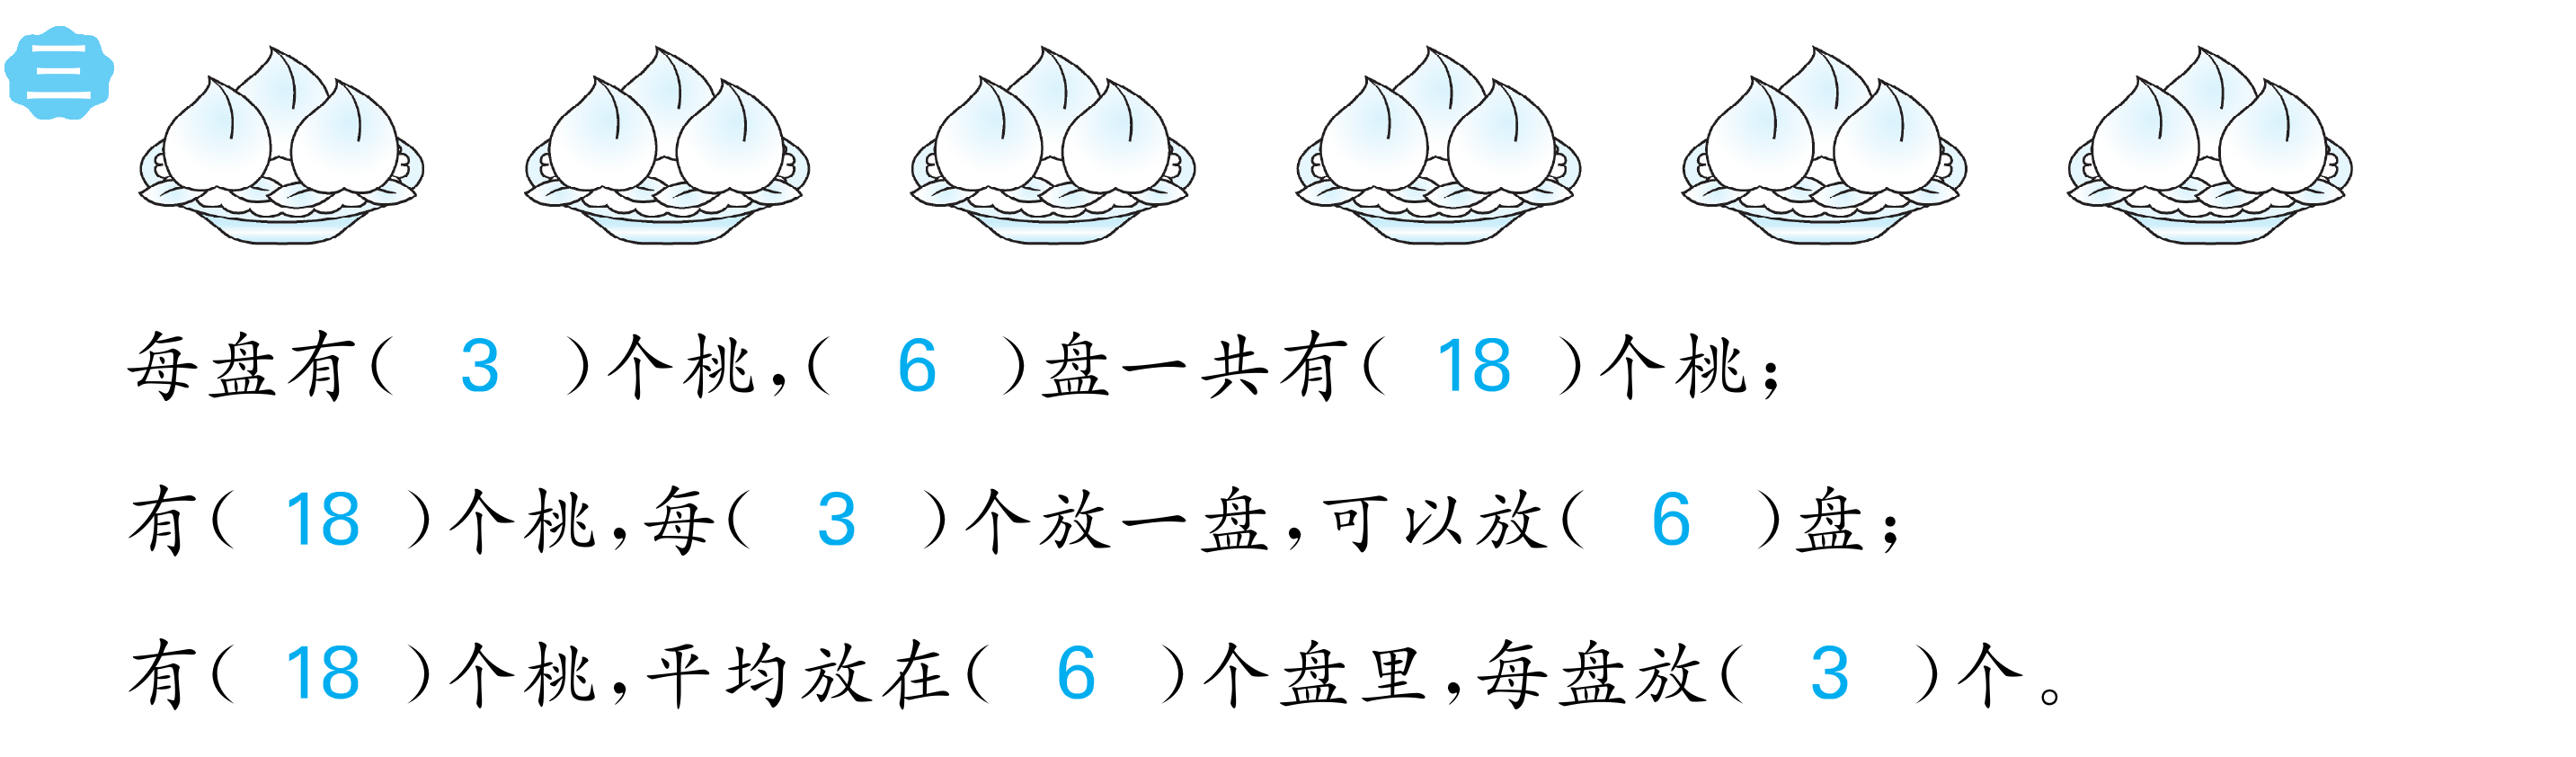 三
每盘有( 3 )个桃,( 6 )盘一共有( 18 )个桃;
有( 18 )个桃,每( 3 )个放一盘,可以放( 6 )盘;
有( 18 )个桃,平均放在( 6 )个盘里,每盘放( 3 )个。